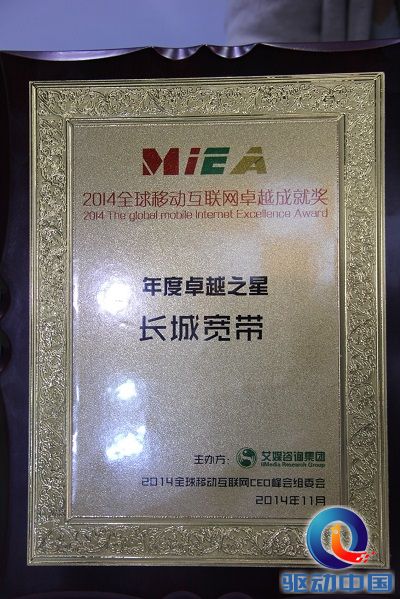 MiEA
2014全球移动互联网卓越成就奖
2014 The global mobile Internet Excellence Award
年度卓越之星
长城宽带
主办方：艾媒咨询集团
iiMedia Research Group
2014全球移动互联网CEO峰会组委会
2014年11月
驱动中国